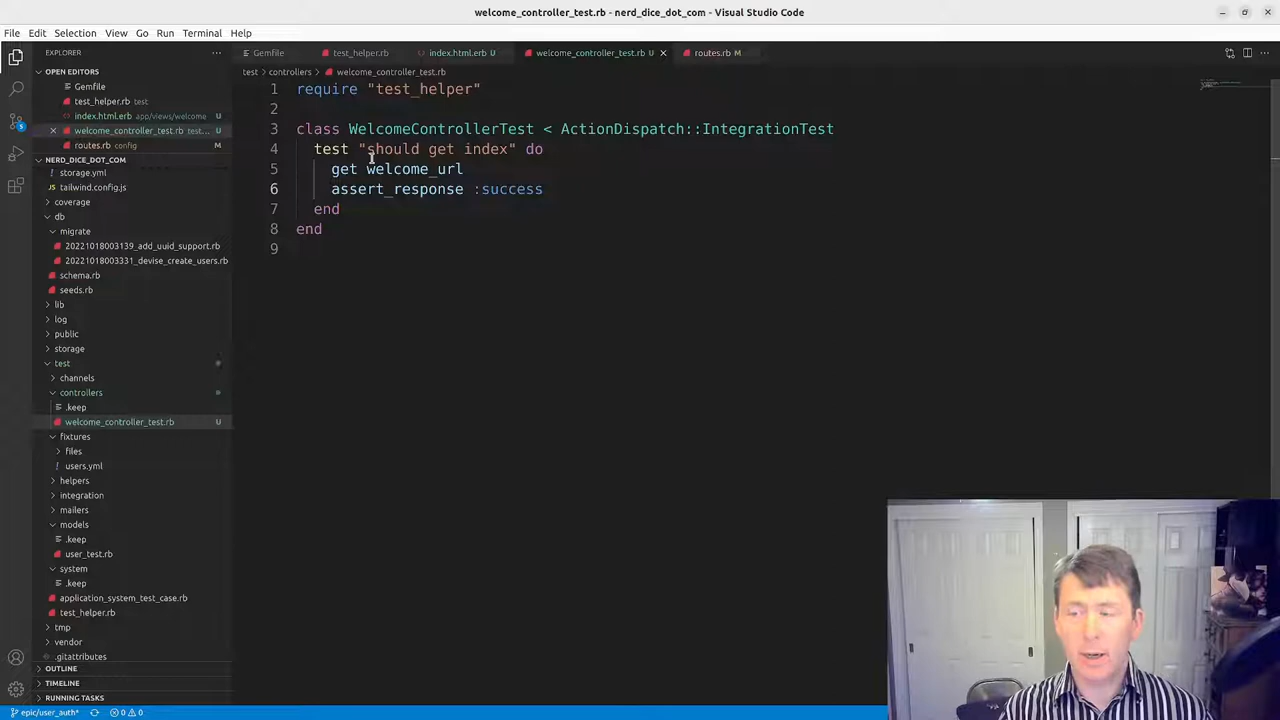 welcome_controller_test.rb - nerd_dice_dot_com - Visual Studio Code
File Edit Selection View Go Run Terminal Help
EXPLORER
OPEN EDITORS
Gemfile
test_helper.rb test
index.html.erb app/views/welcome U
welcome_controller_test.rb test... U
routes.rb config M
NERD_DICE_DOT_COM
storage.yml
tailwind.config.js
coverage
db
migrate
20221018003139_add_uuid_support.rb
20221018003331_devise_create_users.rb
schema.rb
seeds.rb
lib
log
public
storage
test
channels
controllers
.keep
welcome_controller_test.rb U
fixtures
files
users.yml
helpers
integration
mailers
models
.keep
user_test.rb
system
.keep
application_system_test_case.rb
test_helper.rb
tmp
vendor
.gitattributes
OUTLINE
TIMELINE
RUNNING TASKS
Gemfile test_helper.rb index.html.erb U welcome_controller_test.rb U routes.rb M
test > controllers > welcome_controller_test.rb
1 require "test_helper"
2
3 class WelcomeControllerTest < ActionDispatch::IntegrationTest
4 test "should get index" do
5 get welcome_url
6 assert_response :success
7 end
8 end
9
epic/user_auth* 0 0